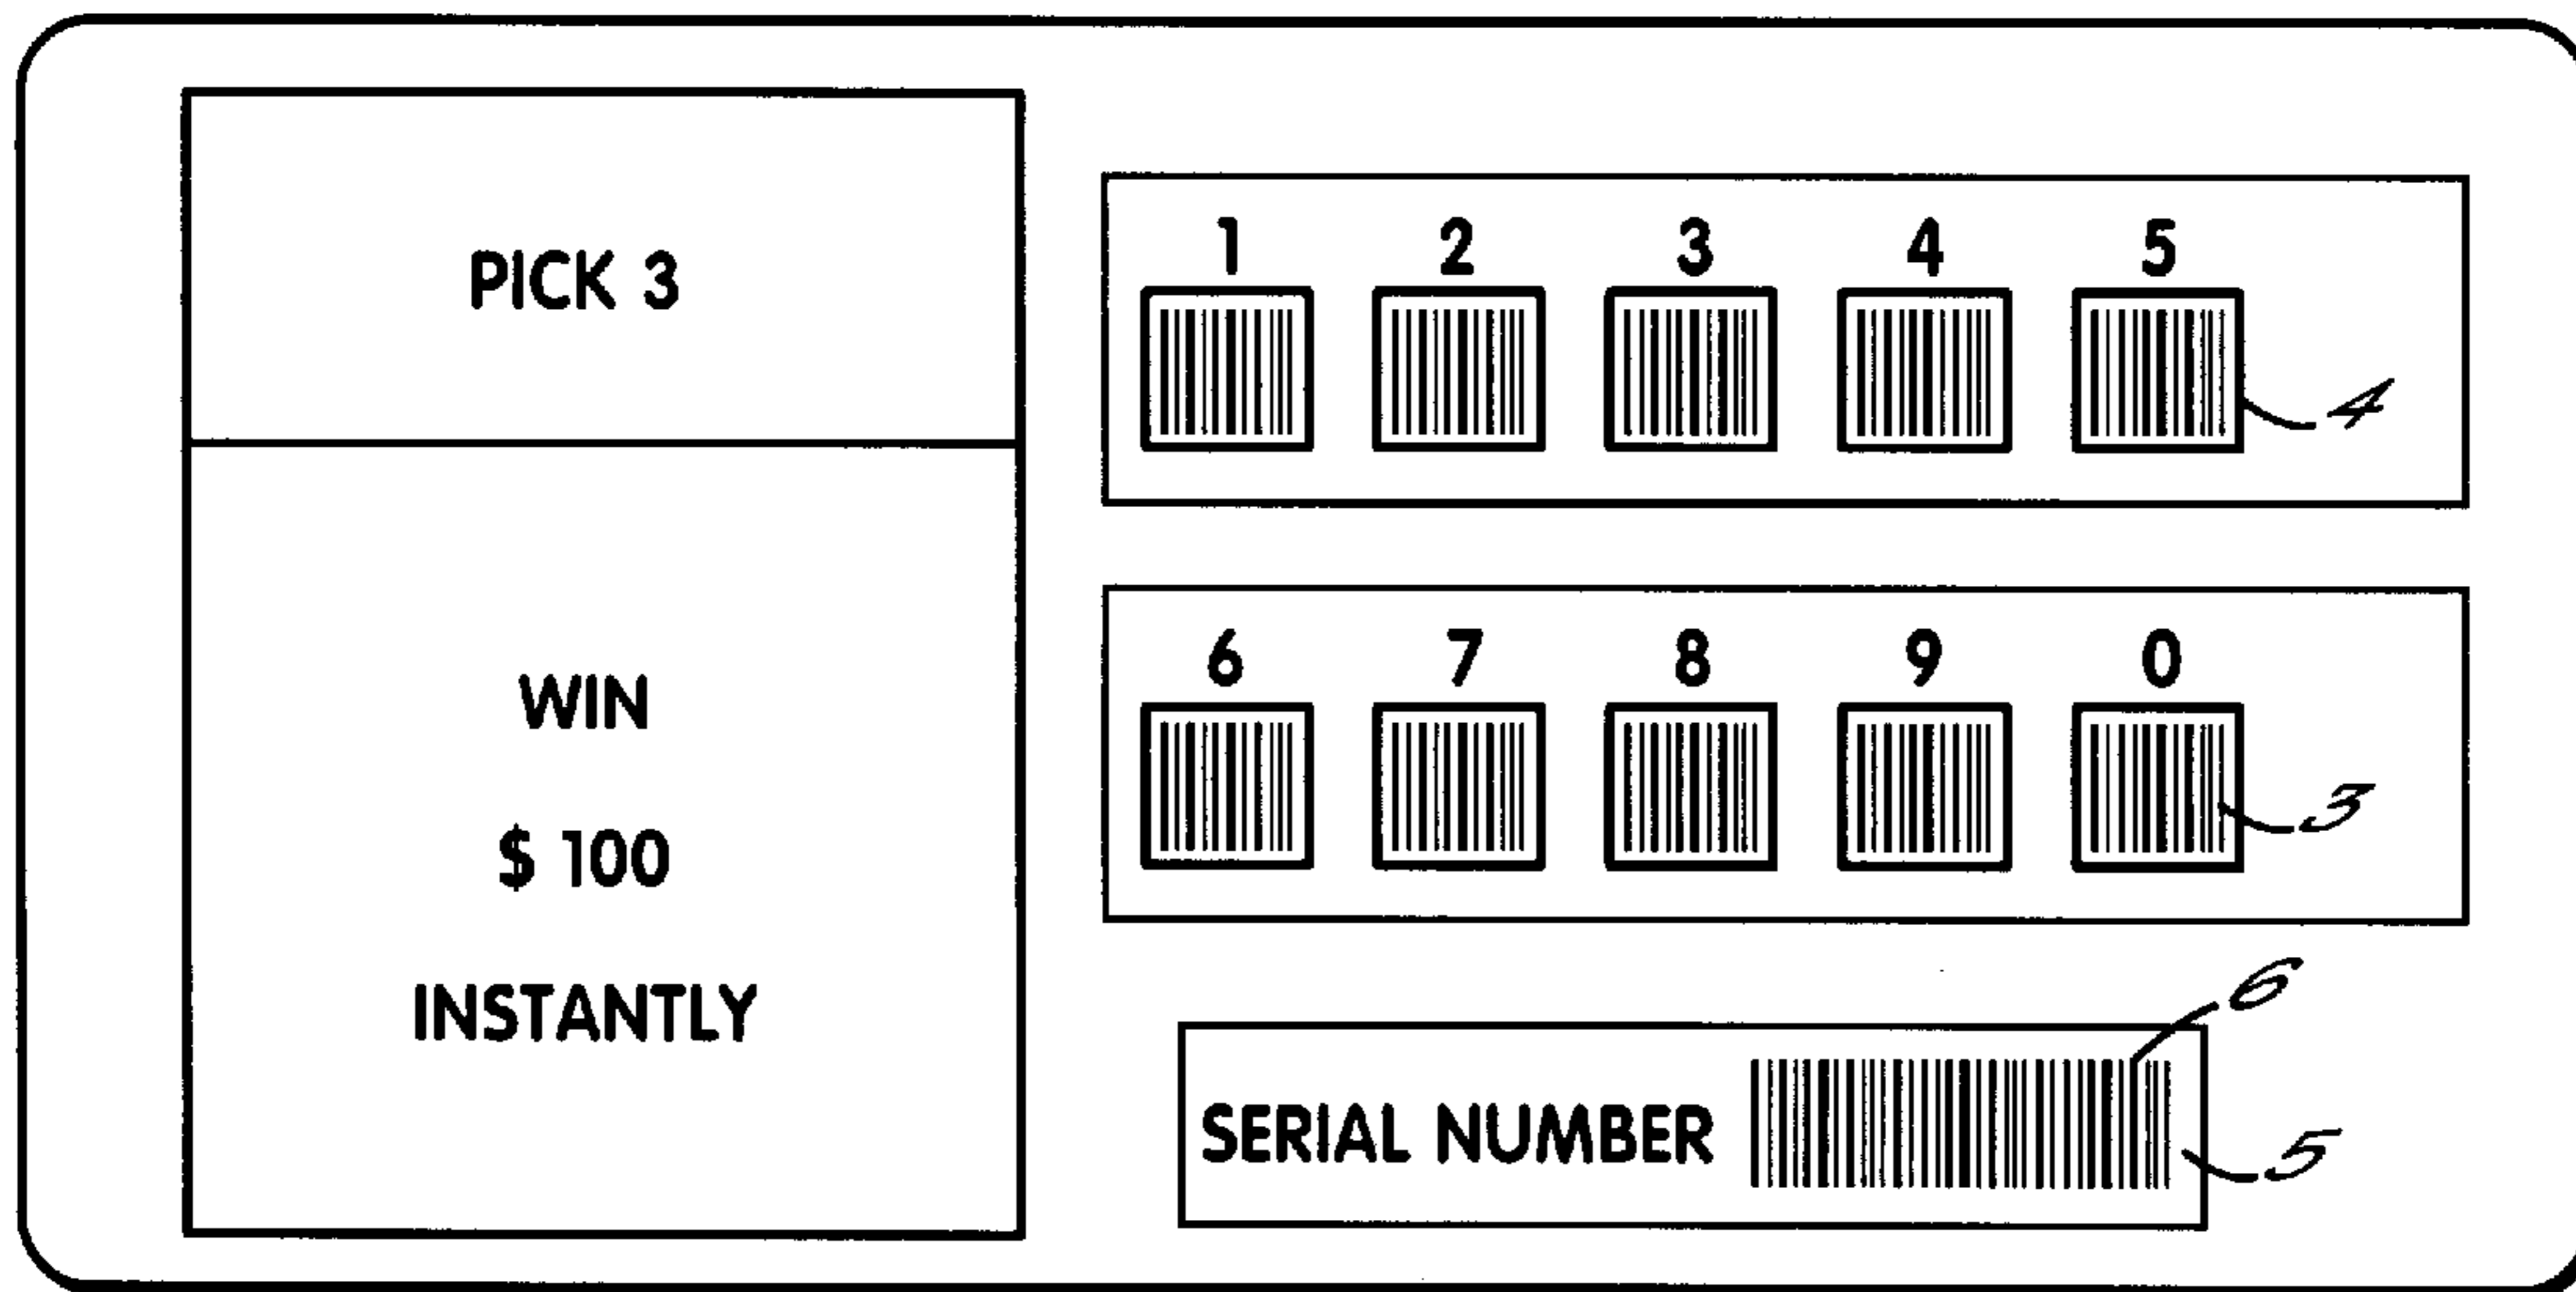 PICK 3
WIN
$ 100
INSTANTLY
1 2 3 4 5
4
6 7 8 9 0
3
6
SERIAL NUMBER
5